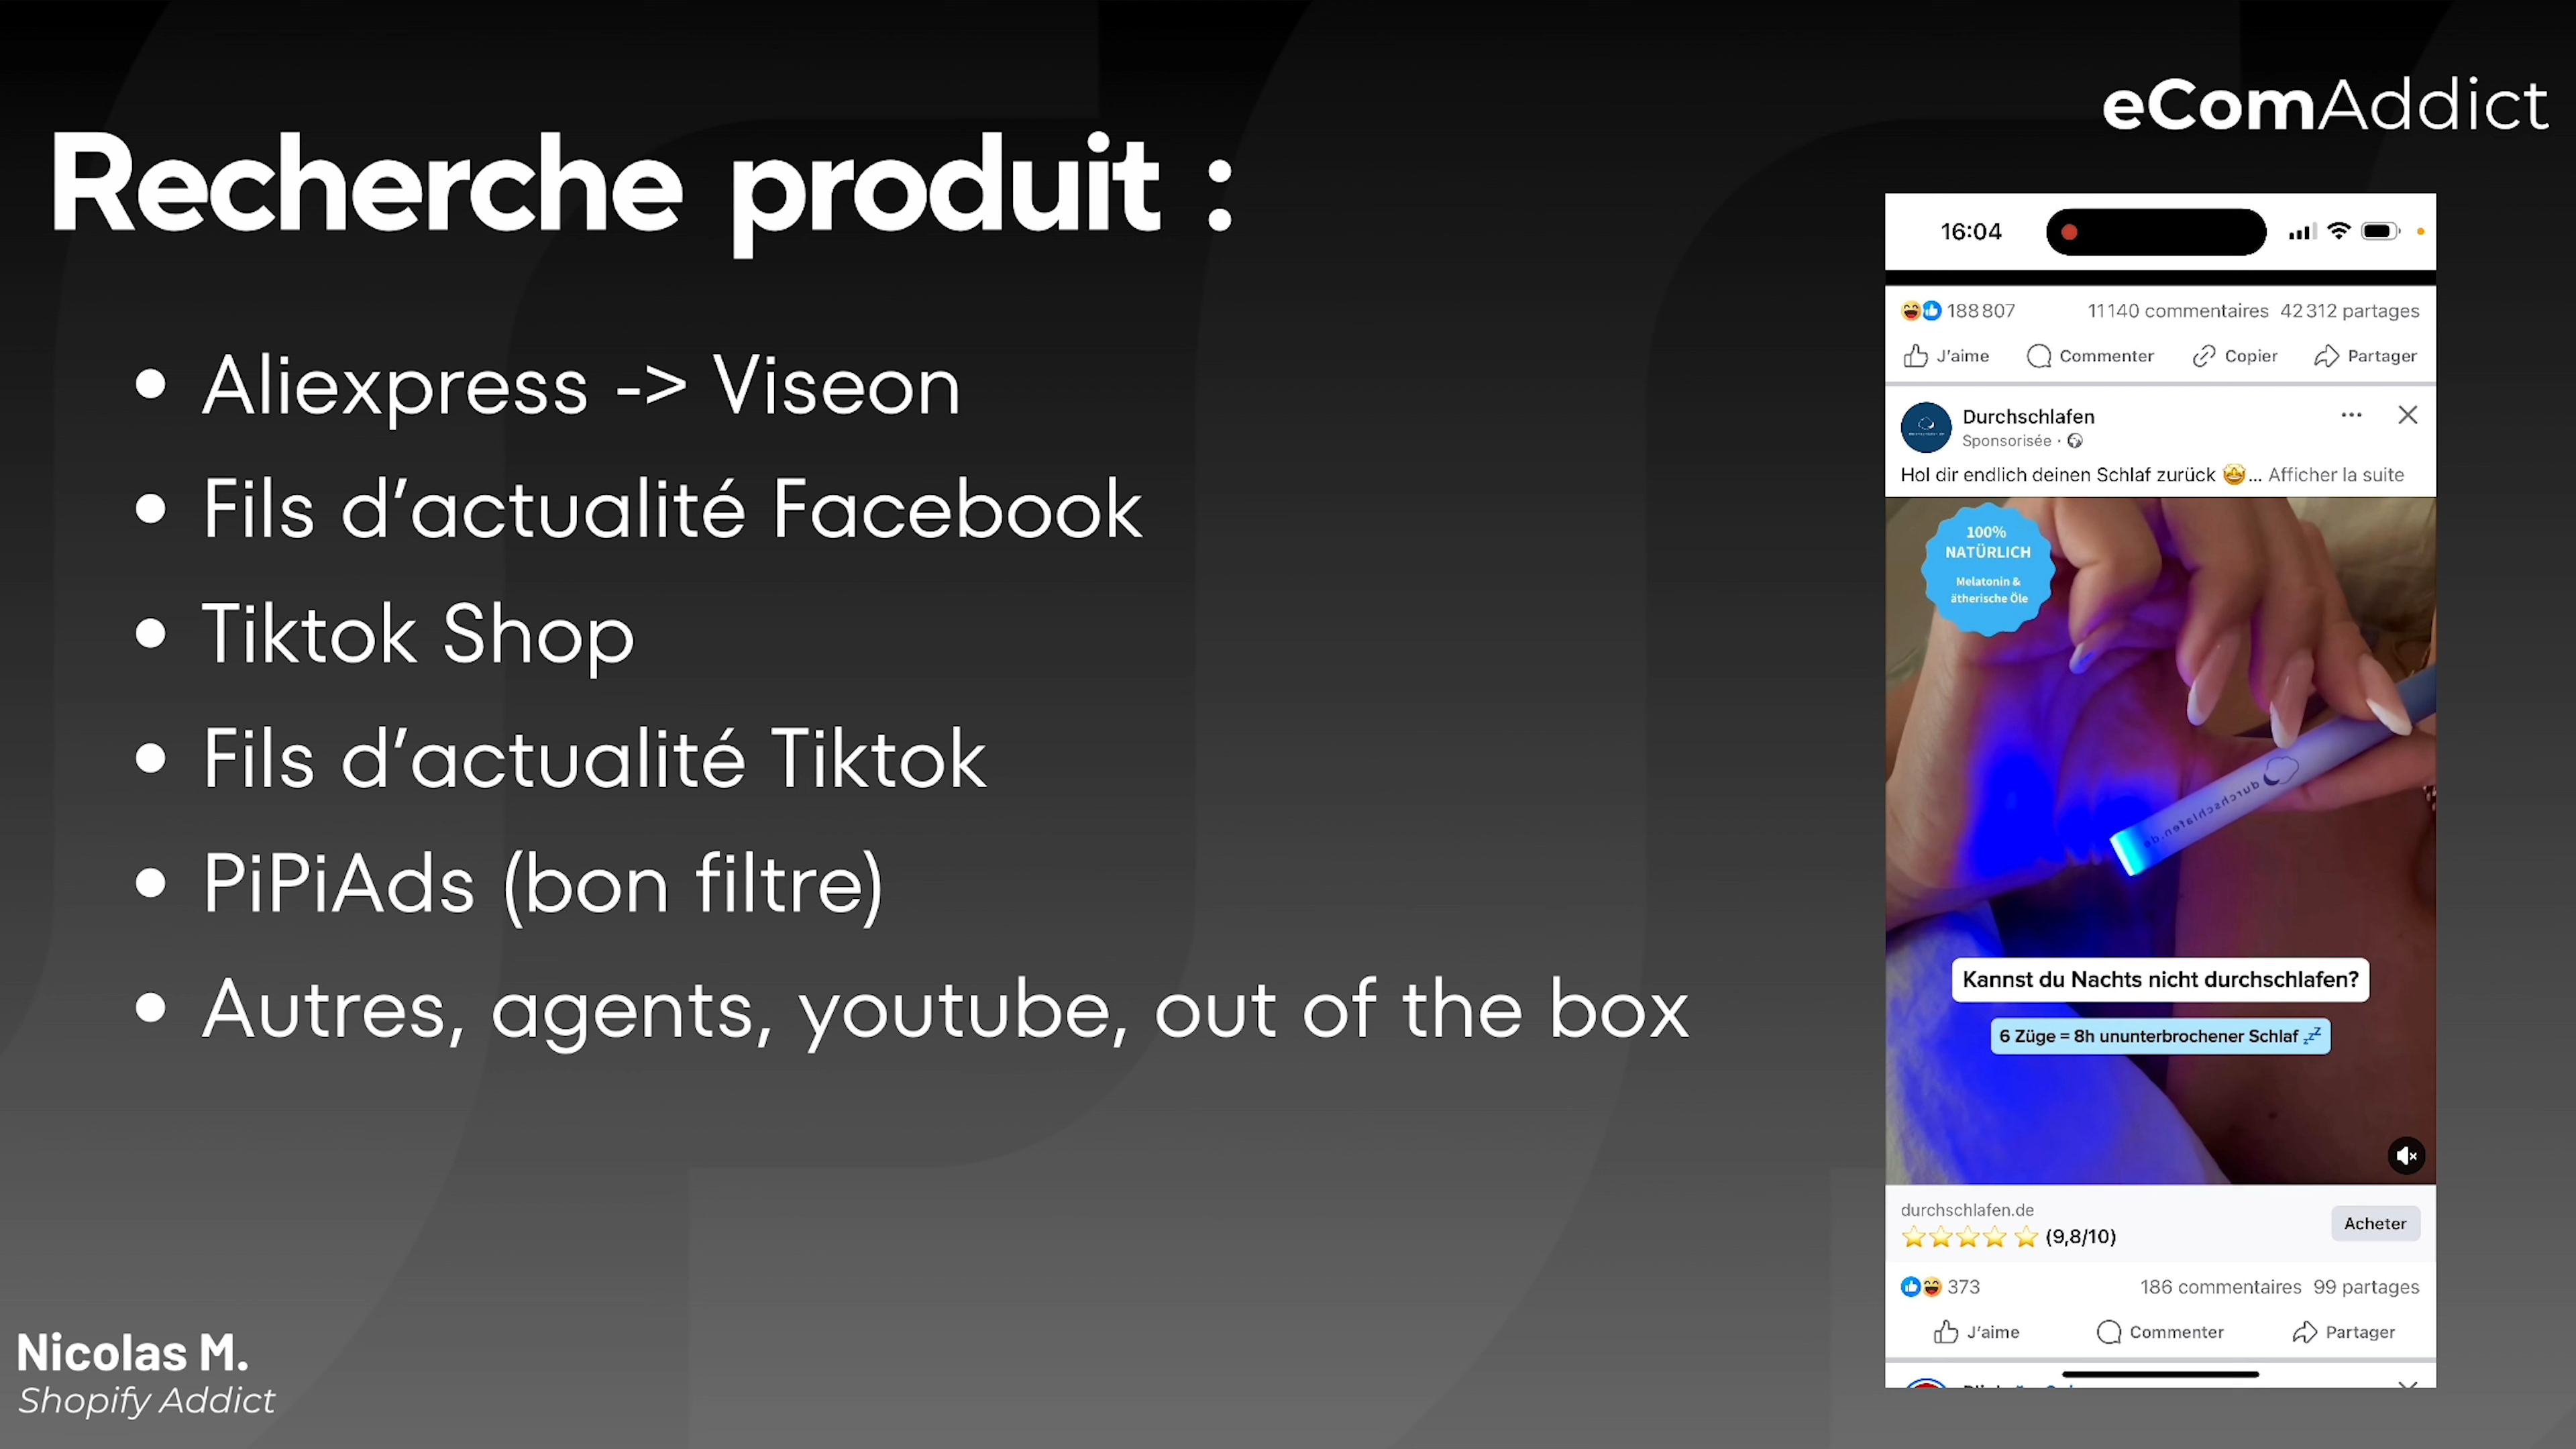 eComAddict
Recherche produit :
• Aliexpress -> Viseon
• Fils d’actualité Facebook
• Tiktok Shop
• Fils d’actualité Tiktok
• PiPiAds (bon filtre)
• Autres, agents, youtube, out of the box
Nicolas M.
Shopify Addict
16:04
188 807 11 140 commentaires 42 312 partages
J’aime Commenter Copier Partager
Durchschlafen
Sponsorisée ·
Hol dir endlich deinen Schlaf zurück 🤩... Afficher la suite
100%
NATÜRLICH
Melatonin &
ätherische Öle
durchschlafen.de
Kannst du Nachts nicht durchschlafen?
6 Züge = 8h ununterbrochener Schlaf 💤
durchschlafen.de
⭐⭐⭐⭐⭐ (9,8/10)
Acheter
373 186 commentaires 99 partages
J’aime Commenter Partager